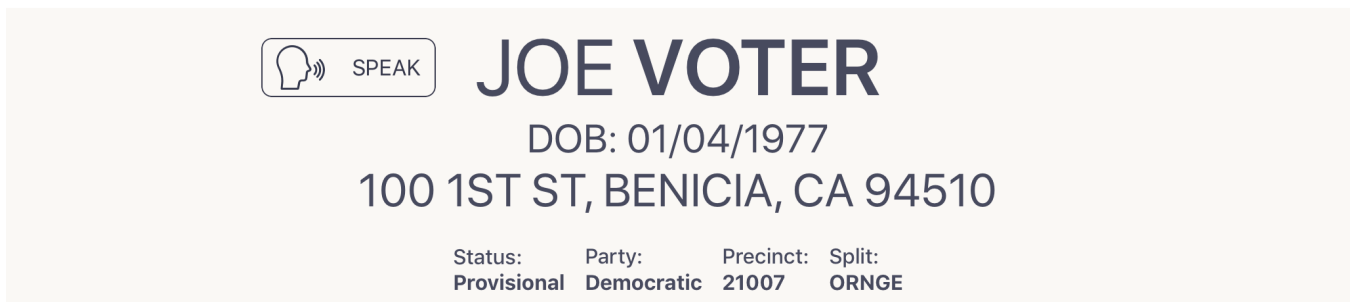 SPEAK JOE VOTER
DOB: 01/04/1977
100 1ST ST, BENICIA, CA 94510
Status: Party: Precinct: Split:
Provisional Democratic 21007 ORNGE